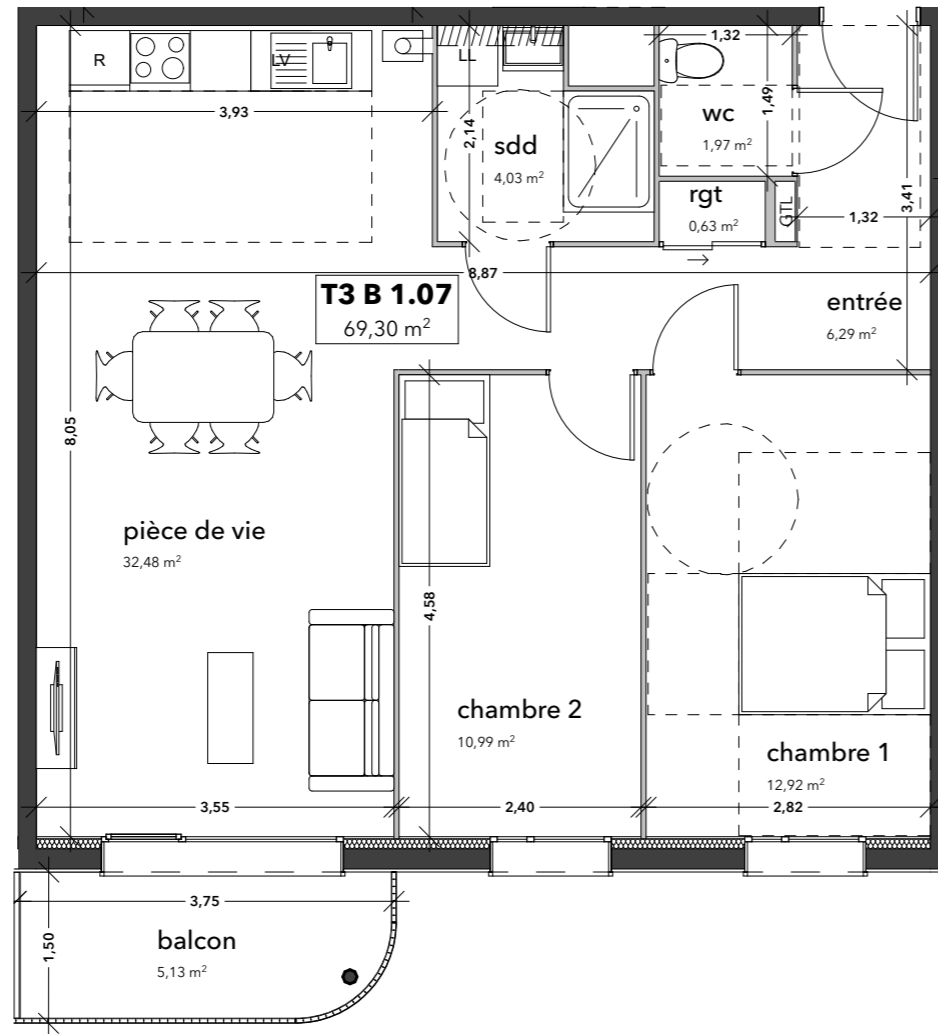 R
LV
LL
1,32
3,93
2,14
sdd
4,03 m²
wc
1,97 m²
1,49
rgt
0,63 m²
GTL
1,32
3,41
8,87
T3 B 1.07
69,30 m²
entrée
6,29 m²
8,05
pièce de vie
32,48 m²
4,58
chambre 2
10,99 m²
chambre 1
12,92 m²
3,55
2,40
2,82
3,75
1,50
balcon
5,13 m²